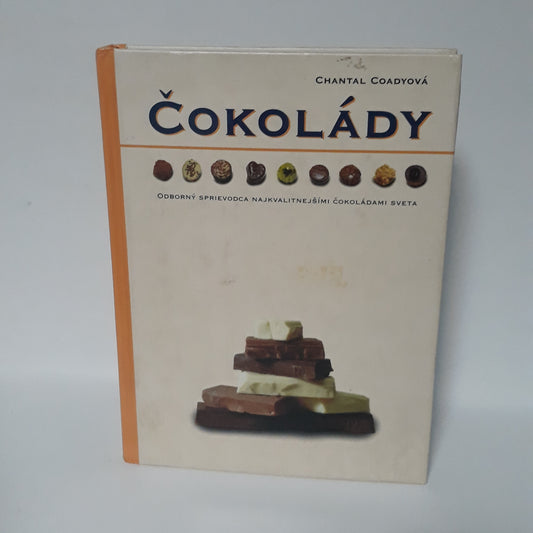 CHANTAL COADYOVÁ
ČOKOLÁDY
ODBORNÝ SPRIEVODCA NAJKVALITNEJŠÍMI ČOKOLÁDAMI SVETA